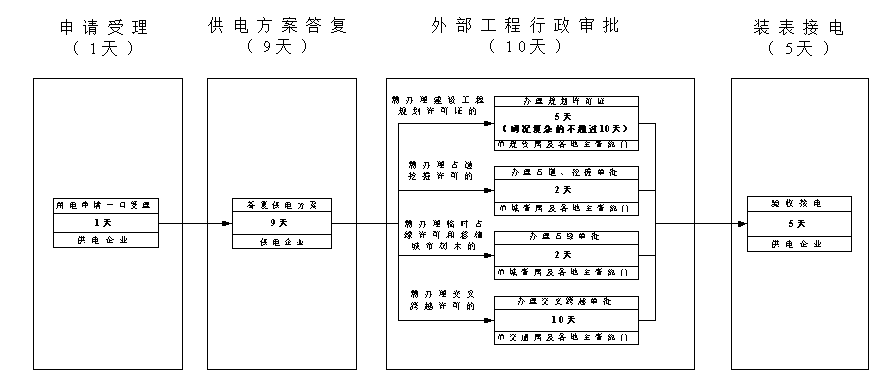 申请受理
（1天）
供电方案答复
（9天）
外部工程行政审批
（10天）
装表接电
（5天）
用电申请一口受理
1天
供电企业
答复供电方案
9天
供电企业
需办理建设工程
规划许可证的
办理规划许可证
5天
（情况复杂的不超过10天）
市规委房及各地主管部门
需办理占道
挖掘许可的
办理占道、挖掘审批
2天
市城管局及各地主管部门
需办理临时占
绿许可和移植
城市树木的
办理占绿审批
2天
市城管局及各地主管部门
需办理交叉
跨越许可的
办理交叉跨越审批
10天
市交通局及各地主管部门
验收接电
5天
供电企业